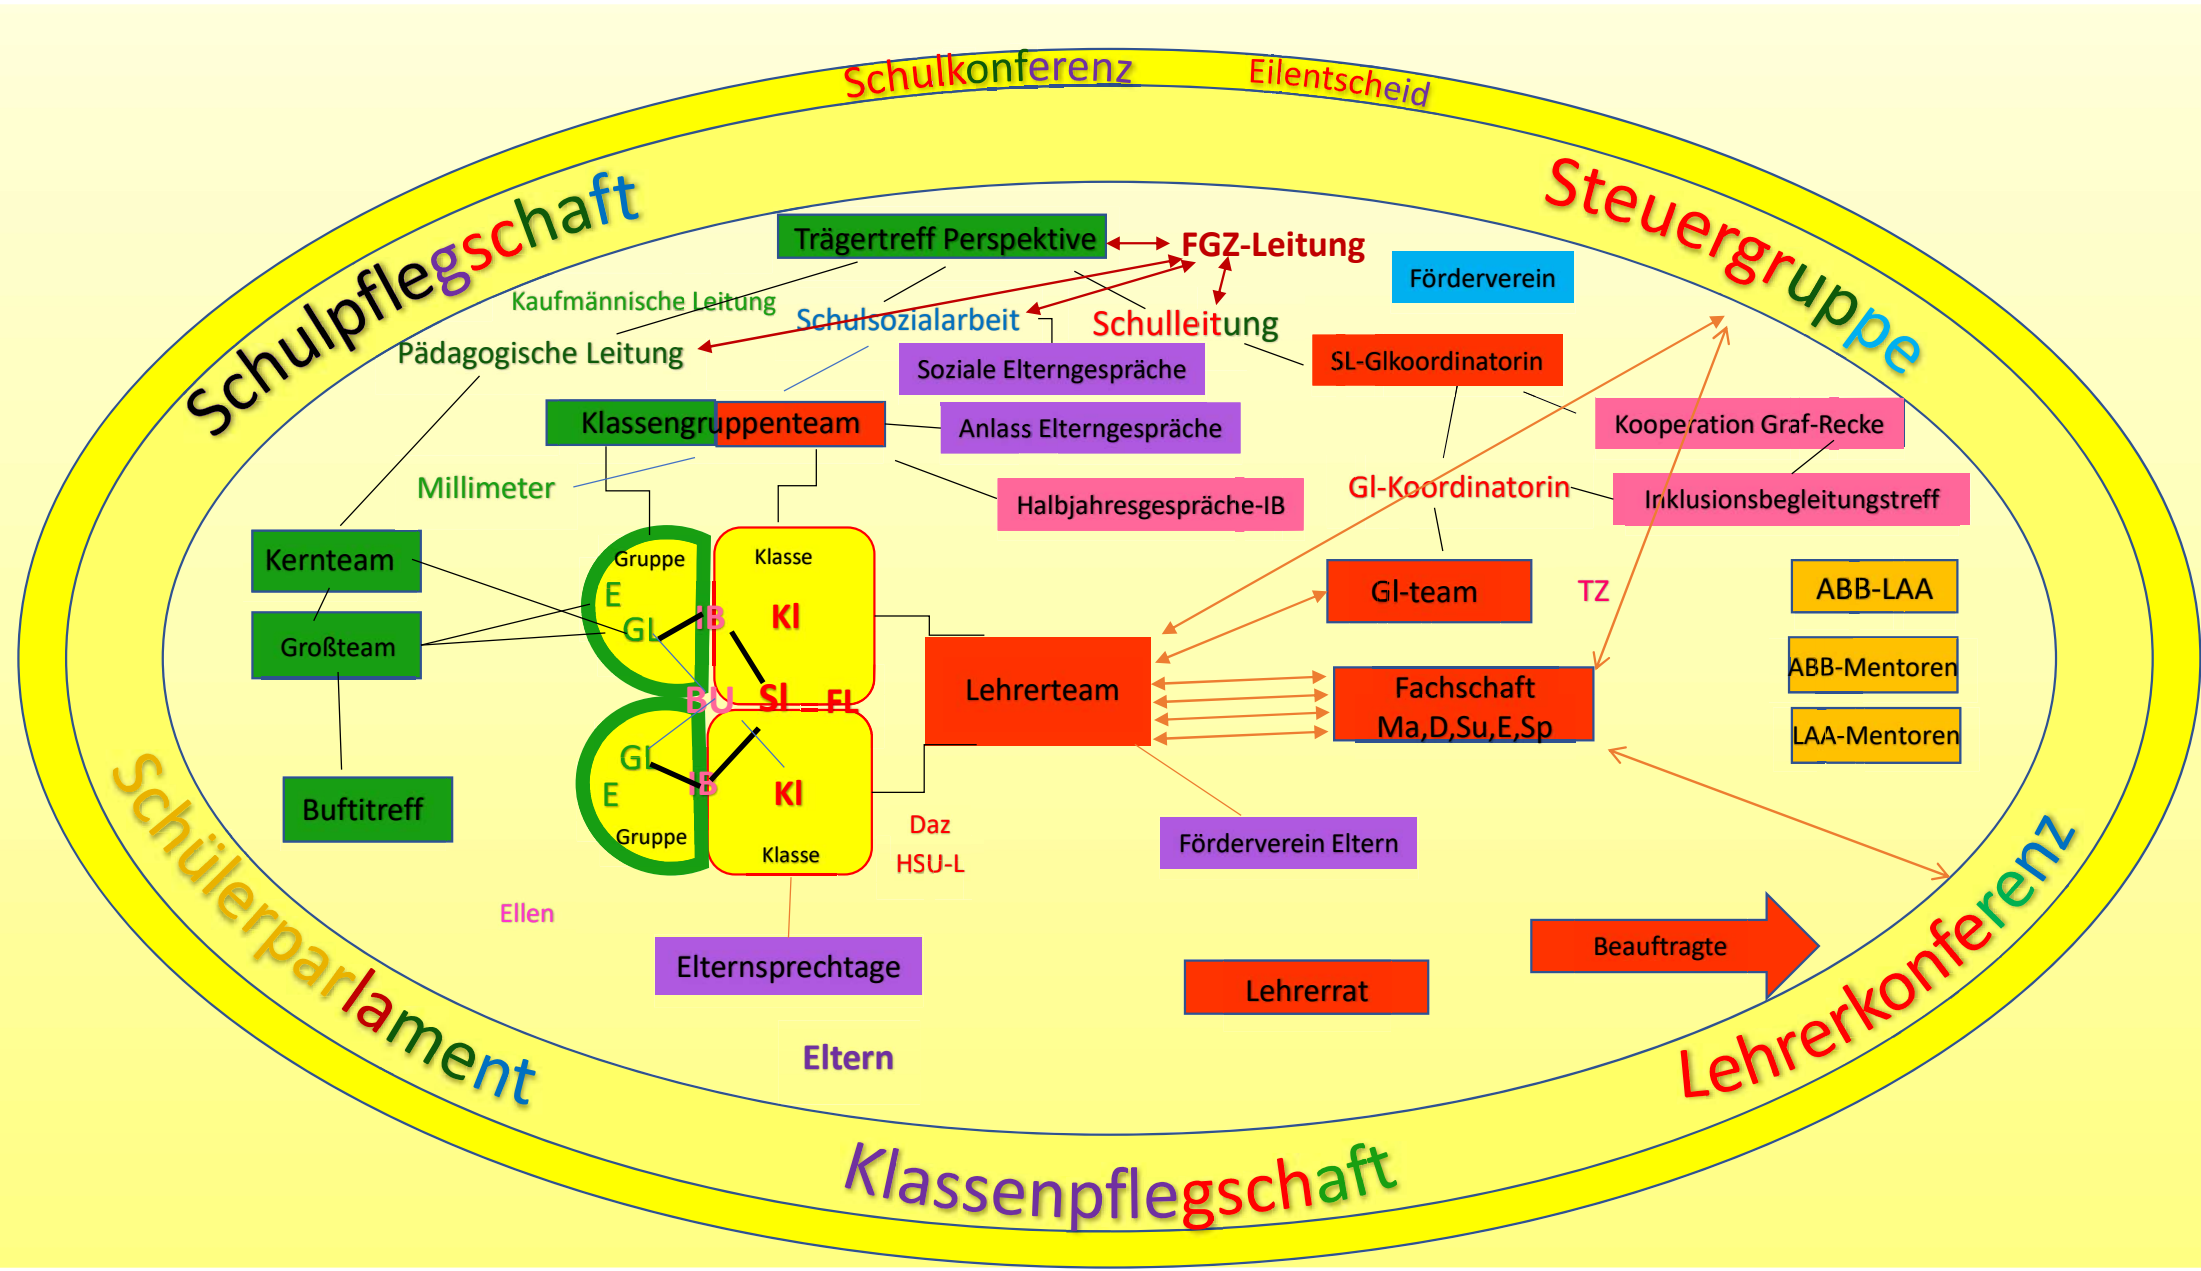 Schulkonferenz
Eilentscheid
Schulpflegschaft
Steuergruppe
Trägertreff Perspektive
FGZ-Leitung
Förderverein
Kaufmännische Leitung
Schulsozialarbeit
Schulleitung
Pädagogische Leitung
Soziale Elterngespräche
SL-Glkoordinatorin
Klassengruppenteam
Anlass Elterngespräche
Kooperation Graf-Recke
Millimeter
Halbjahresgespräche-IB
Gl-Koordinatorin
Inklusionsbegleitungstreff
Kernteam
Gruppe
Klasse
E
GL
IB
Kl
Gl-team
TZ
ABB-LAA
Großteam
BU
Sl = FL
Lehrerteam
Fachschaft
Ma,D,Su,E,Sp
ABB-Mentoren
LAA-Mentoren
GL
IB
E
Kl
Gruppe
Klasse
Buftitreff
Daz
HSU-L
Förderverein Eltern
Ellen
Elternsprechtage
Beauftragte
Lehrerrat
Eltern
Schülerparlament
Lehrerkonferenz
Klassenpflegschaft